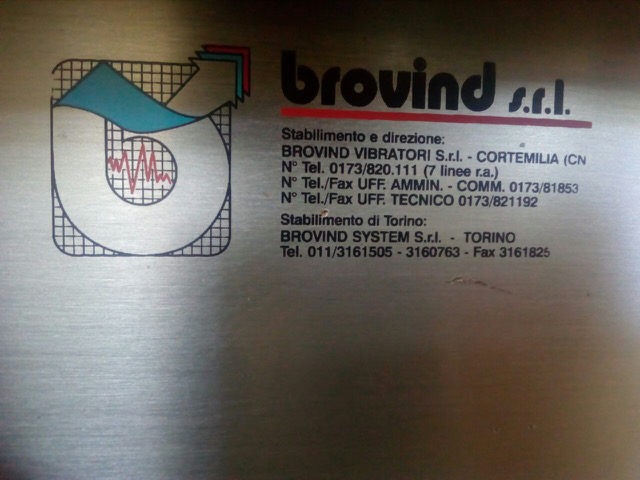 brovind s.r.l.
Stabilimento e direzione:
BROVIND VIBRATORI S.r.l. - CORTEMILIA (CN
N° Tel. 0173/820.111 (7 linee r.a.)
N° Tel./Fax UFF. AMMIN. - COMM. 0173/81853
N° Tel./Fax UFF. TECNICO 0173/821192
Stabilimento di Torino:
BROVIND SYSTEM S.r.l. - TORINO
Tel. 011/3161505 - 3160763 - Fax 3161825